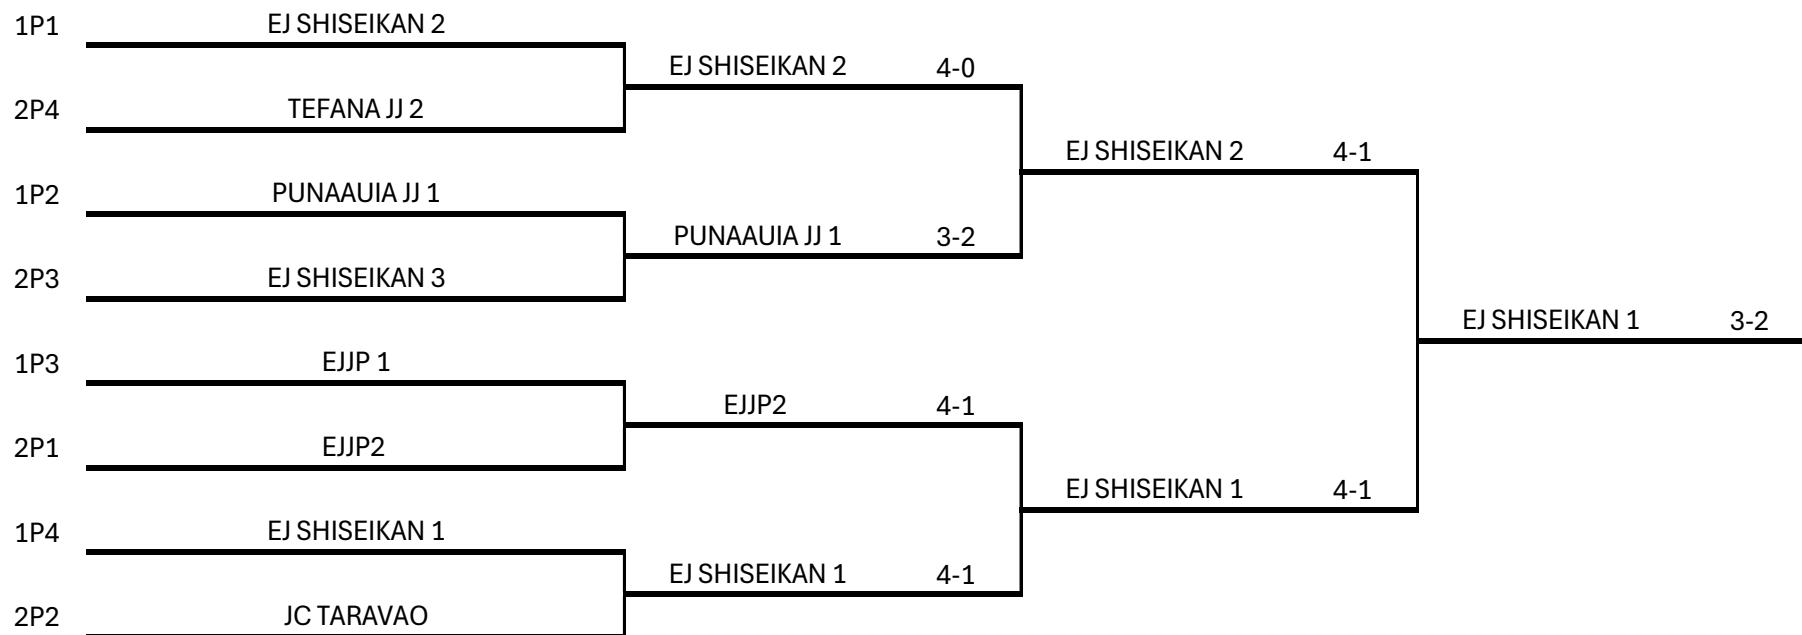 1P1 EJ SHISEIKAN 2
EJ SHISEIKAN 2 4-0
2P4 TEFANA JJ 2
EJ SHISEIKAN 2 4-1
1P2 PUNAAUIA JJ 1
PUNAAUIA JJ 1 3-2
2P3 EJ SHISEIKAN 3
EJ SHISEIKAN 1 3-2
1P3 EJJP 1
EJJP2 4-1
2P1 EJJP2
EJ SHISEIKAN 1 4-1
1P4 EJ SHISEIKAN 1
EJ SHISEIKAN 1 4-1
2P2 JC TARAVAO